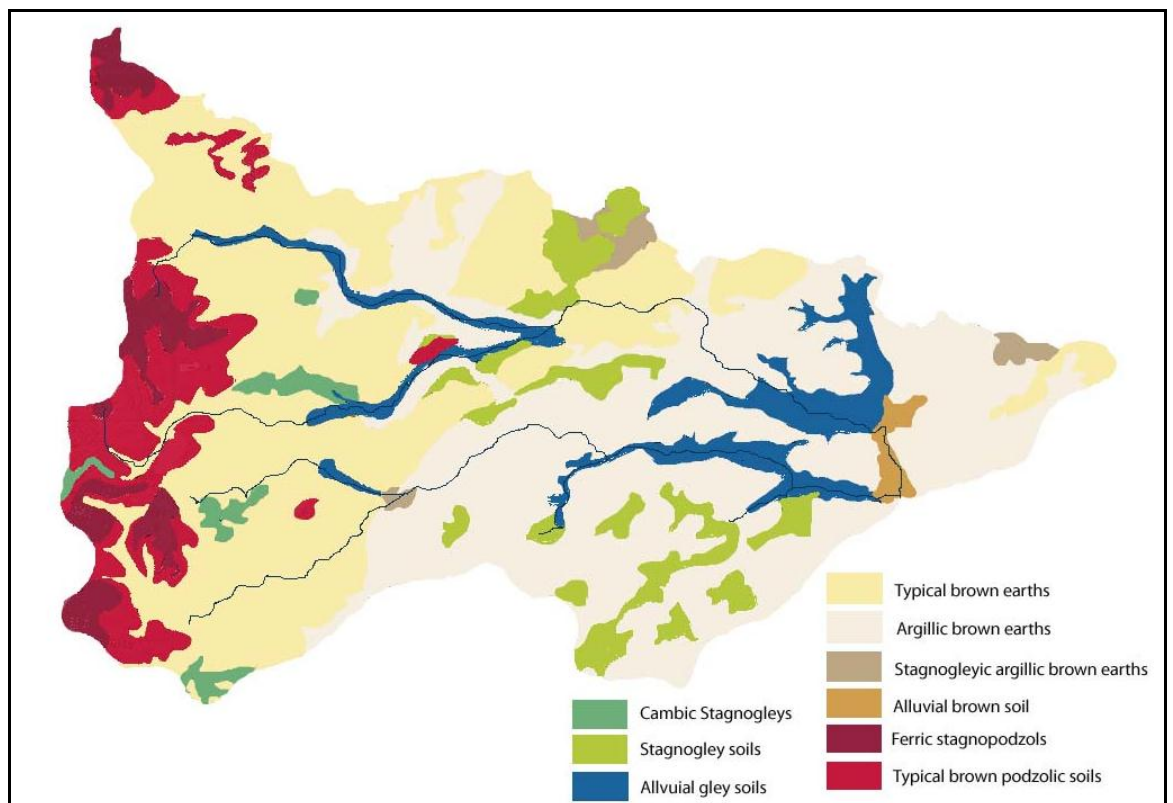 Typical brown earths
Argillic brown earths
Stagnogleyic argillic brown earths
Alluvial brown soil
Ferric stagnopodzols
Typical brown podzolic soils
Cambic Stagnogleys
Stagnogley soils
Allvuial gley soils